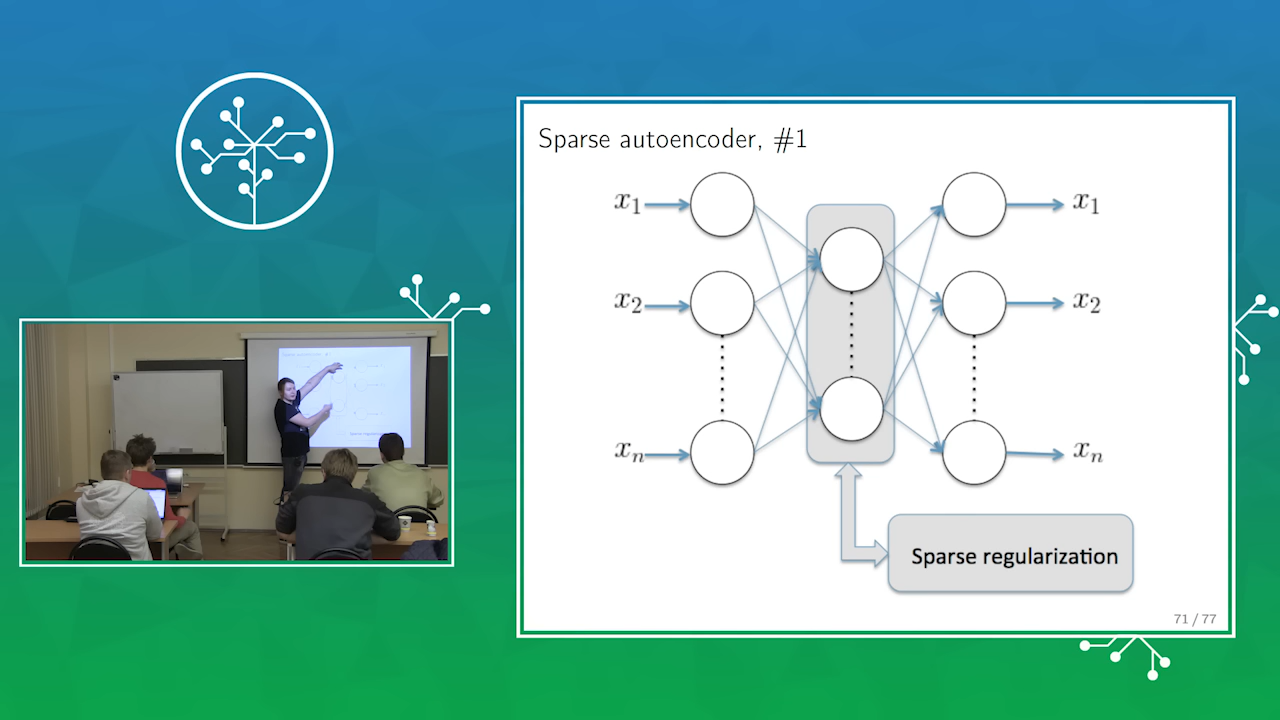 Sparse autoencoder, #1
x₁ x₁
x₂ x₂
xₙ xₙ
Sparse regularization
71 / 77